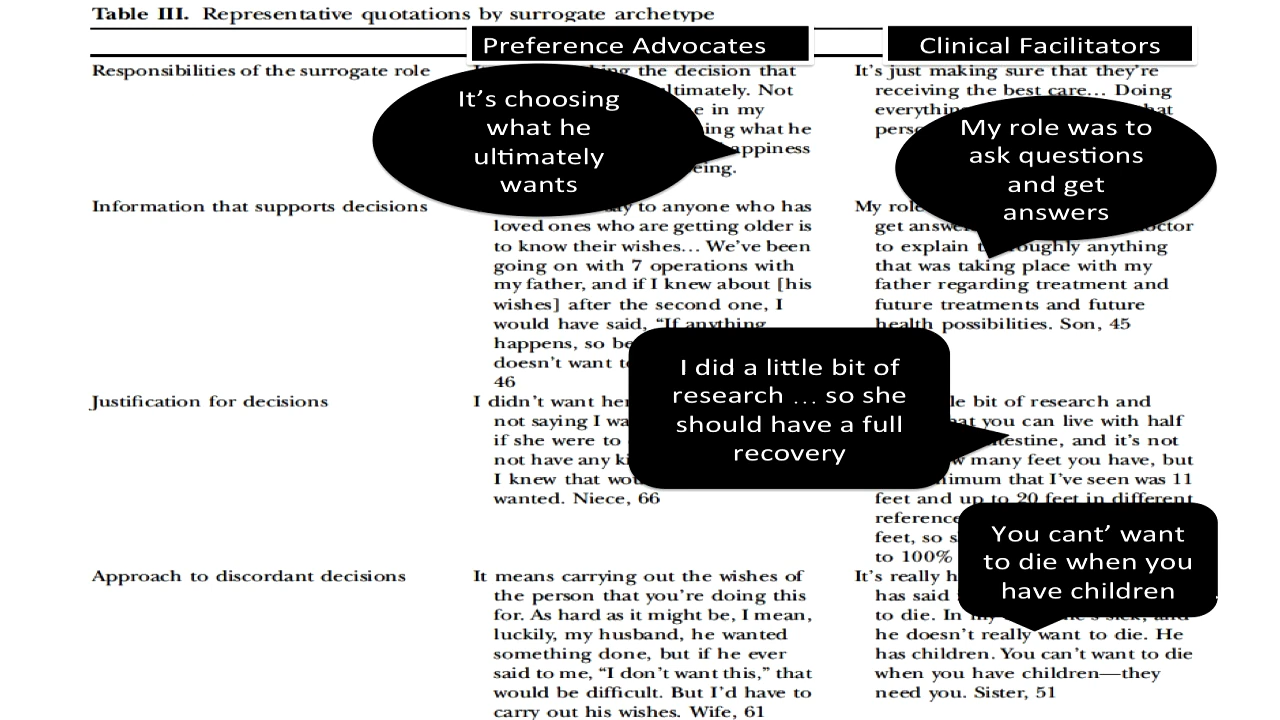 Table III. Representative quotations by surrogate archetype
Preference Advocates
Clinical Facilitators
Responsibilities of the surrogate role
the decision that
ultimately. Not
in my
what he
appiness
It's choosing
what he
ultimately
wants
It's just making sure that they're
receiving the best care… Doing
everything
My role was to
ask questions
and get
answers
Information that supports decisions
to anyone who has
loved ones who are getting older is
to know their wishes… We've been
going on with 7 operations with
my father, and if I knew about [his
wishes] after the second one, I
would have said, “If anything
happens, so
doesn't want
46
My role
get
to explain
that was taking place with my
father regarding treatment and
future treatments and future
health possibilities. Son, 45
Justification for decisions
I didn't want her
not saying I
if she were to
not have any
I knew that
wanted. Niece, 66
I did a little bit of
research … so she
should have a full
recovery
bit of research and
you can live with half
and it's not
many feet you have, but
that I've seen was 11
feet and up to 20 feet in different
feet, so
to 100%
You cant’ want
to die when you
have children
Approach to discordant decisions
It means carrying out the wishes of
the person that you're doing this
for. As hard as it might be, I mean,
luckily, my husband, he wanted
something done, but if he ever
said to me, “I don't want this,” that
would be difficult. But I'd have to
carry out his wishes. Wife, 61
It's really
has said
to die. In
he doesn't really want to die. He
has children. You can't want to die
when you have children—they
need you. Sister, 51